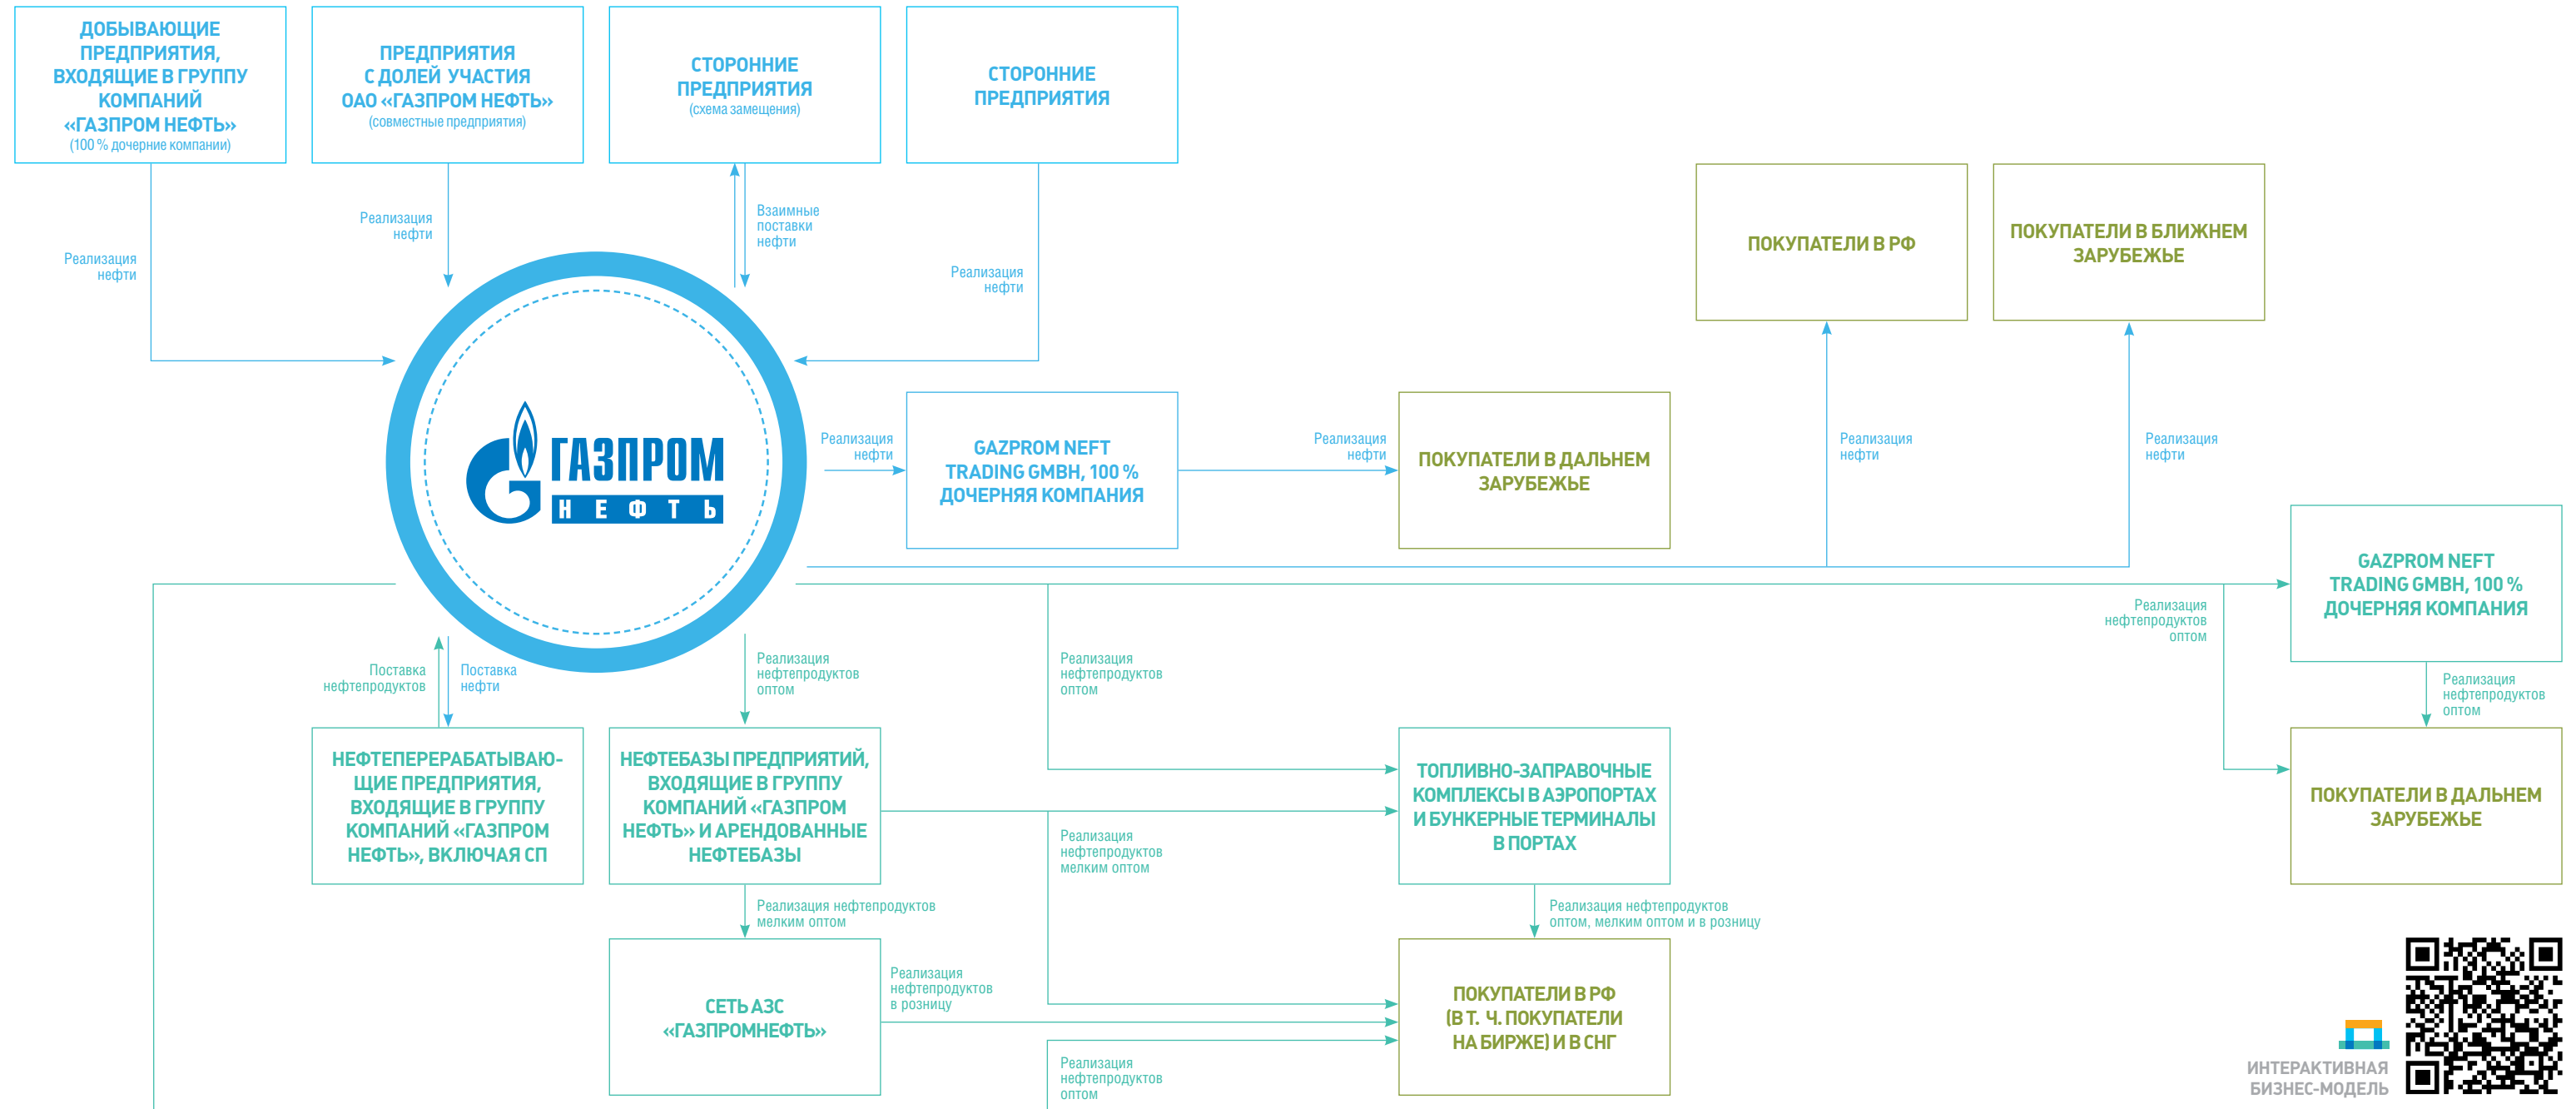 ДОБЫВАЮЩИЕ
ПРЕДПРИЯТИЯ,
ВХОДЯЩИЕ В ГРУППУ
КОМПАНИЙ
«ГАЗПРОМ НЕФТЬ»
(100 % дочерние компании)
ПРЕДПРИЯТИЯ
С ДОЛЕЙ УЧАСТИЯ
ОАО «ГАЗПРОМ НЕФТЬ»
(совместные предприятия)
СТОРОННИЕ
ПРЕДПРИЯТИЯ
(схема замещения)
СТОРОННИЕ
ПРЕДПРИЯТИЯ
Реализация
нефти
Реализация
нефти
Взаимные
поставки
нефти
Реализация
нефти
ПОКУПАТЕЛИ В РФ
ПОКУПАТЕЛИ В БЛИЖНЕМ
ЗАРУБЕЖЬЕ
ГАЗПРОМ
НЕФТЬ
Реализация
нефти
GAZPROM NEFT
TRADING GMBH, 100 %
ДОЧЕРНЯЯ КОМПАНИЯ
Реализация
нефти
ПОКУПАТЕЛИ В ДАЛЬНЕМ
ЗАРУБЕЖЬЕ
Реализация
нефти
Реализация
нефти
GAZPROM NEFT
TRADING GMBH, 100 %
ДОЧЕРНЯЯ КОМПАНИЯ
Реализация
нефтепродуктов
оптом
Поставка
нефтепродуктов
Поставка
нефти
Реализация
нефтепродуктов
оптом
Реализация
нефтепродуктов
оптом
Реализация
нефтепродуктов
оптом
НЕФТЕПЕРЕРАБАТЫВАЮ-
ЩИЕ ПРЕДПРИЯТИЯ,
ВХОДЯЩИЕ В ГРУППУ
КОМПАНИЙ «ГАЗПРОМ
НЕФТЬ», ВКЛЮЧАЯ СП
НЕФТЕБАЗЫ ПРЕДПРИЯТИЙ,
ВХОДЯЩИЕ В ГРУППУ
КОМПАНИЙ «ГАЗПРОМ
НЕФТЬ» И АРЕНДОВАННЫЕ
НЕФТЕБАЗЫ
Реализация
нефтепродуктов
мелким оптом
ТОПЛИВНО-ЗАПРАВОЧНЫЕ
КОМПЛЕКСЫ В АЭРОПОРТАХ
И БУНКЕРНЫЕ ТЕРМИНАЛЫ
В ПОРТАХ
ПОКУПАТЕЛИ В ДАЛЬНЕМ
ЗАРУБЕЖЬЕ
Реализация нефтепродуктов
мелким оптом
Реализация нефтепродуктов
оптом, мелким оптом и в розницу
СЕТЬ АЗС
«ГАЗПРОМНЕФТЬ»
Реализация
нефтепродуктов
в розницу
ПОКУПАТЕЛИ В РФ
(В Т. Ч. ПОКУПАТЕЛИ
НА БИРЖЕ) И В СНГ
Реализация
нефтепродуктов
оптом
ИНТЕРАКТИВНАЯ
БИЗНЕС-МОДЕЛЬ